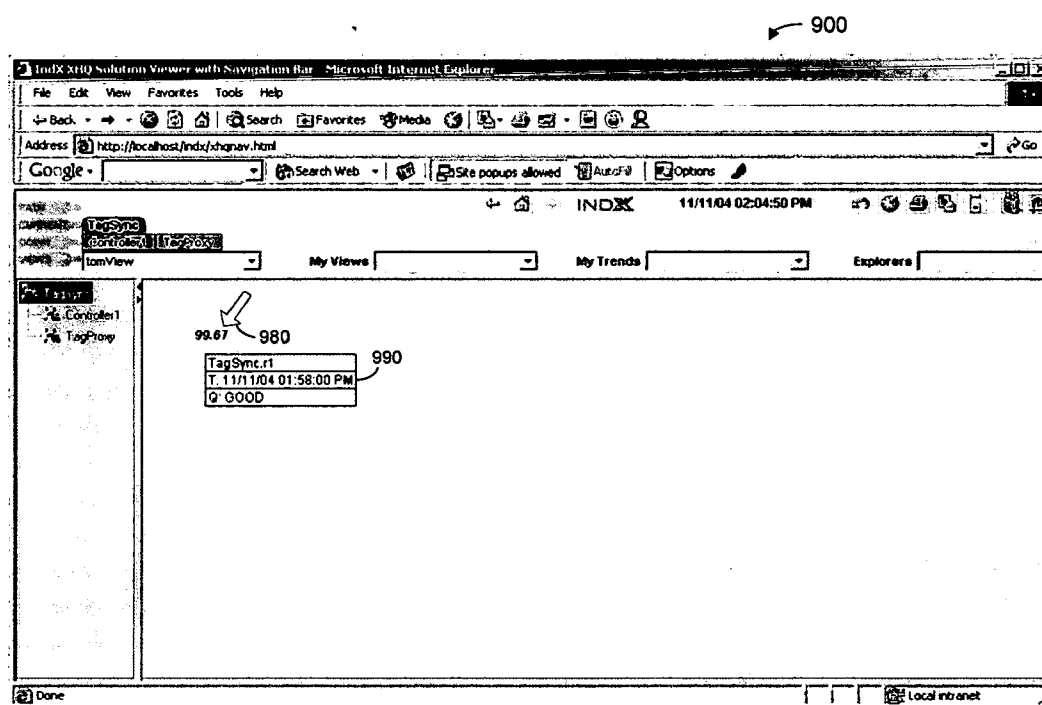 900
IndX XHQ Solution Viewer with Navigation Bar - Microsoft Internet Explorer
File Edit View Favorites Tools Help
Back Search Favorites Media
Address http://localhost/indx/xhqnav.html Go
Google Search Web Site popups allowed AutoFill Options
INDX 11/11/04 02:04:50 PM
TagSync
Controller1 TagProxy
tomView My Views My Trends Explorers
Controller1
TagProxy
99.67 980
TagSync.r1 990
T: 11/11/04 01:58:00 PM
Q: GOOD
Done Local intranet